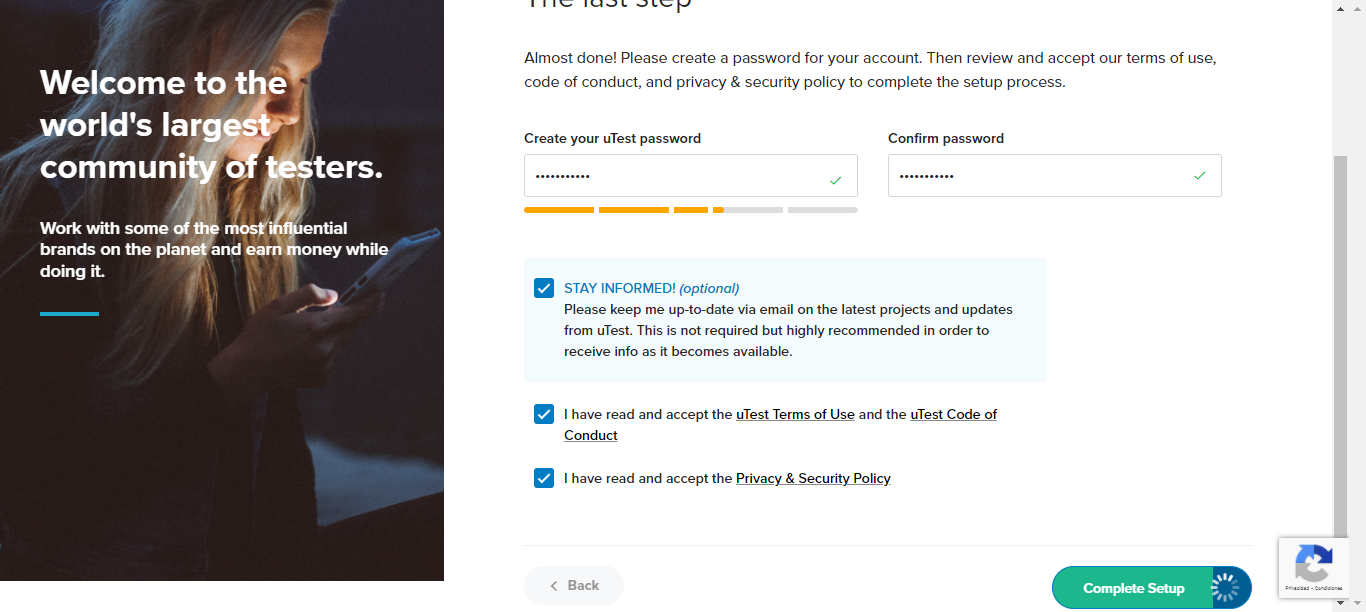 The last step
Welcome to the
world's largest
community of testers.
Work with some of the most influential
brands on the planet and earn money while
doing it.
Almost done! Please create a password for your account. Then review and accept our terms of use,
code of conduct, and privacy & security policy to complete the setup process.
Create your uTest password
Confirm password
•••••••••••
•••••••••••
STAY INFORMED! (optional)
Please keep me up-to-date via email on the latest projects and updates
from uTest. This is not required but highly recommended in order to
receive info as it becomes available.
I have read and accept the uTest Terms of Use and the uTest Code of
Conduct
I have read and accept the Privacy & Security Policy
Back
Complete Setup
Privacidad - Condiciones